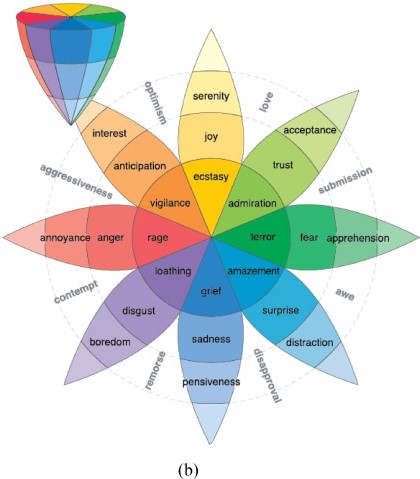 optimism
love
serenity
joy
ecstasy
interest
anticipation
vigilance
acceptance
trust
admiration
aggressiveness
submission
annoyance anger rage
terror fear apprehension
loathing
disgust
boredom
amazement
surprise
distraction
grief
sadness
pensiveness
contempt
awe
remorse
disapproval
(b)